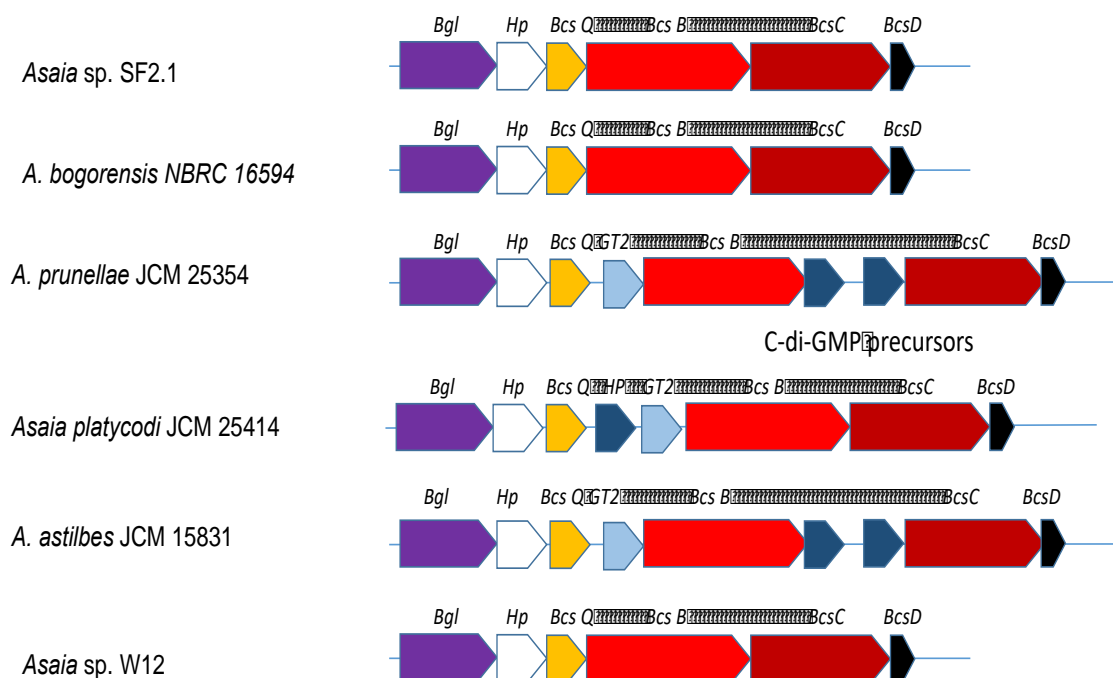 Bgl Hp Bcs Q Bcs B BcsC BcsD
Asaia sp. SF2.1
Bgl Hp Bcs Q Bcs B BcsC BcsD
A. bogorensis NBRC 16594
Bgl Hp Bcs Q GT2 Bcs B BcsC BcsD
A. prunellae JCM 25354
C-di-GMP precursors
Bgl Hp Bcs Q HP GT2 Bcs B BcsC BcsD
Asaia platycodi JCM 25414
Bgl Hp Bcs Q GT2 Bcs B BcsC BcsD
A. astilbes JCM 15831
Bgl Hp Bcs Q Bcs B BcsC BcsD
Asaia sp. W12